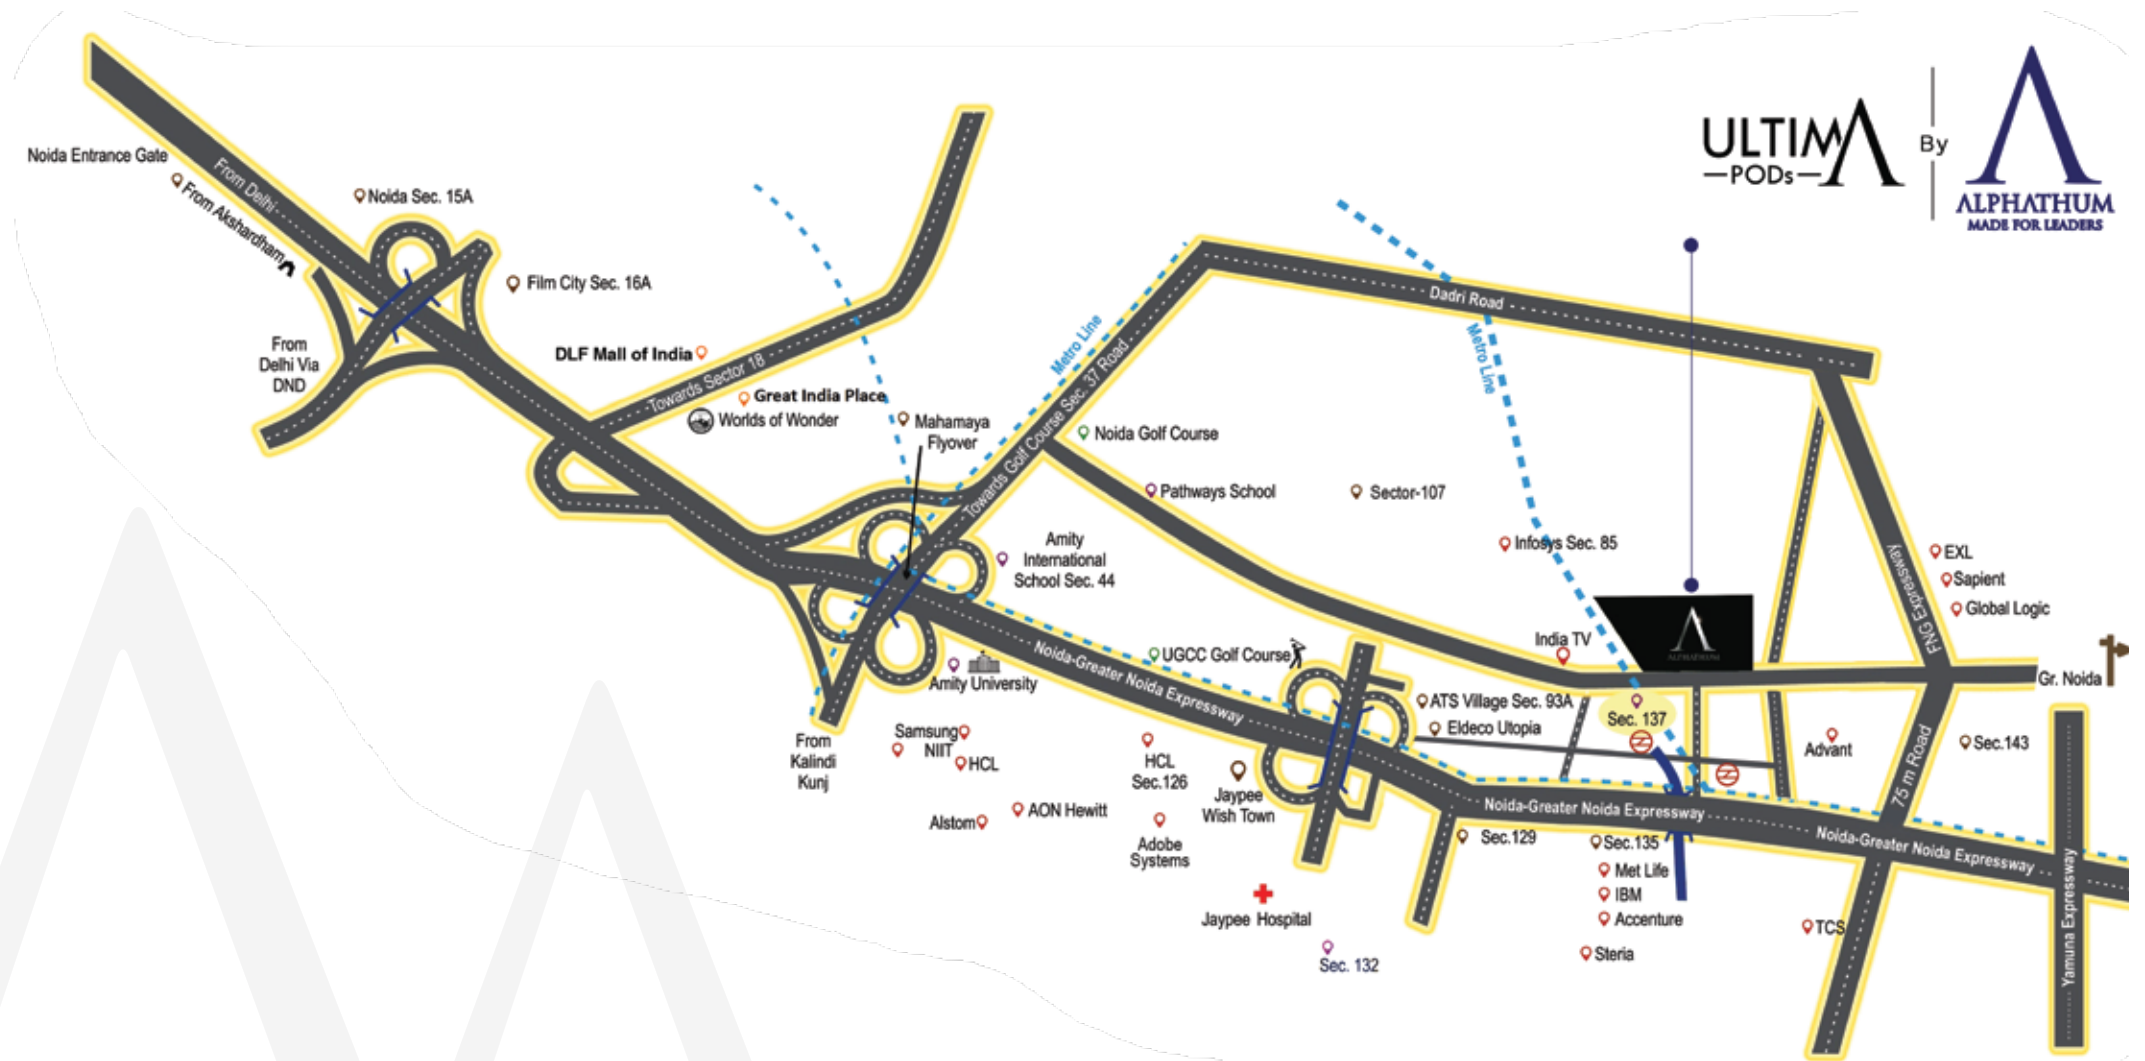 ULTIMA
PODs
By
ALPHATHUM
MADE FOR LEADERS
Noida Entrance Gate
From Delhi
From Akshardham
Noida Sec. 15A
Film City Sec. 16A
From
Delhi Via
DND
DLF Mall of India
Towards Sector 18
Great India Place
Worlds of Wonder
Mahamaya
Flyover
Metro Line
Towards Golf Course Sec. 37 Road
Dadri Road
Metro Line
Noida Golf Course
Pathways School
Sector-107
Infosys Sec. 85
Amity
International
School Sec. 44
FNG Expressway
EXL
Sapient
Global Logic
India TV
ALPHATHUM
UGCC Golf Course
Noida-Greater Noida Expressway
Amity University
Gr. Noida
ATS Village Sec. 93A
Eldeco Utopia
Sec. 137
Advant
75 m Road
Sec.143
From
Kalindi
Kunj
Samsung
NIIT
HCL
HCL
Sec.126
Jaypee
Wish Town
AON Hewitt
Alstom
Adobe
Systems
Noida-Greater Noida Expressway
Noida-Greater Noida Expressway
Sec.129
Sec.135
Met Life
IBM
Accenture
Steria
TCS
Yamuna Expressway
Jaypee Hospital
Sec. 132